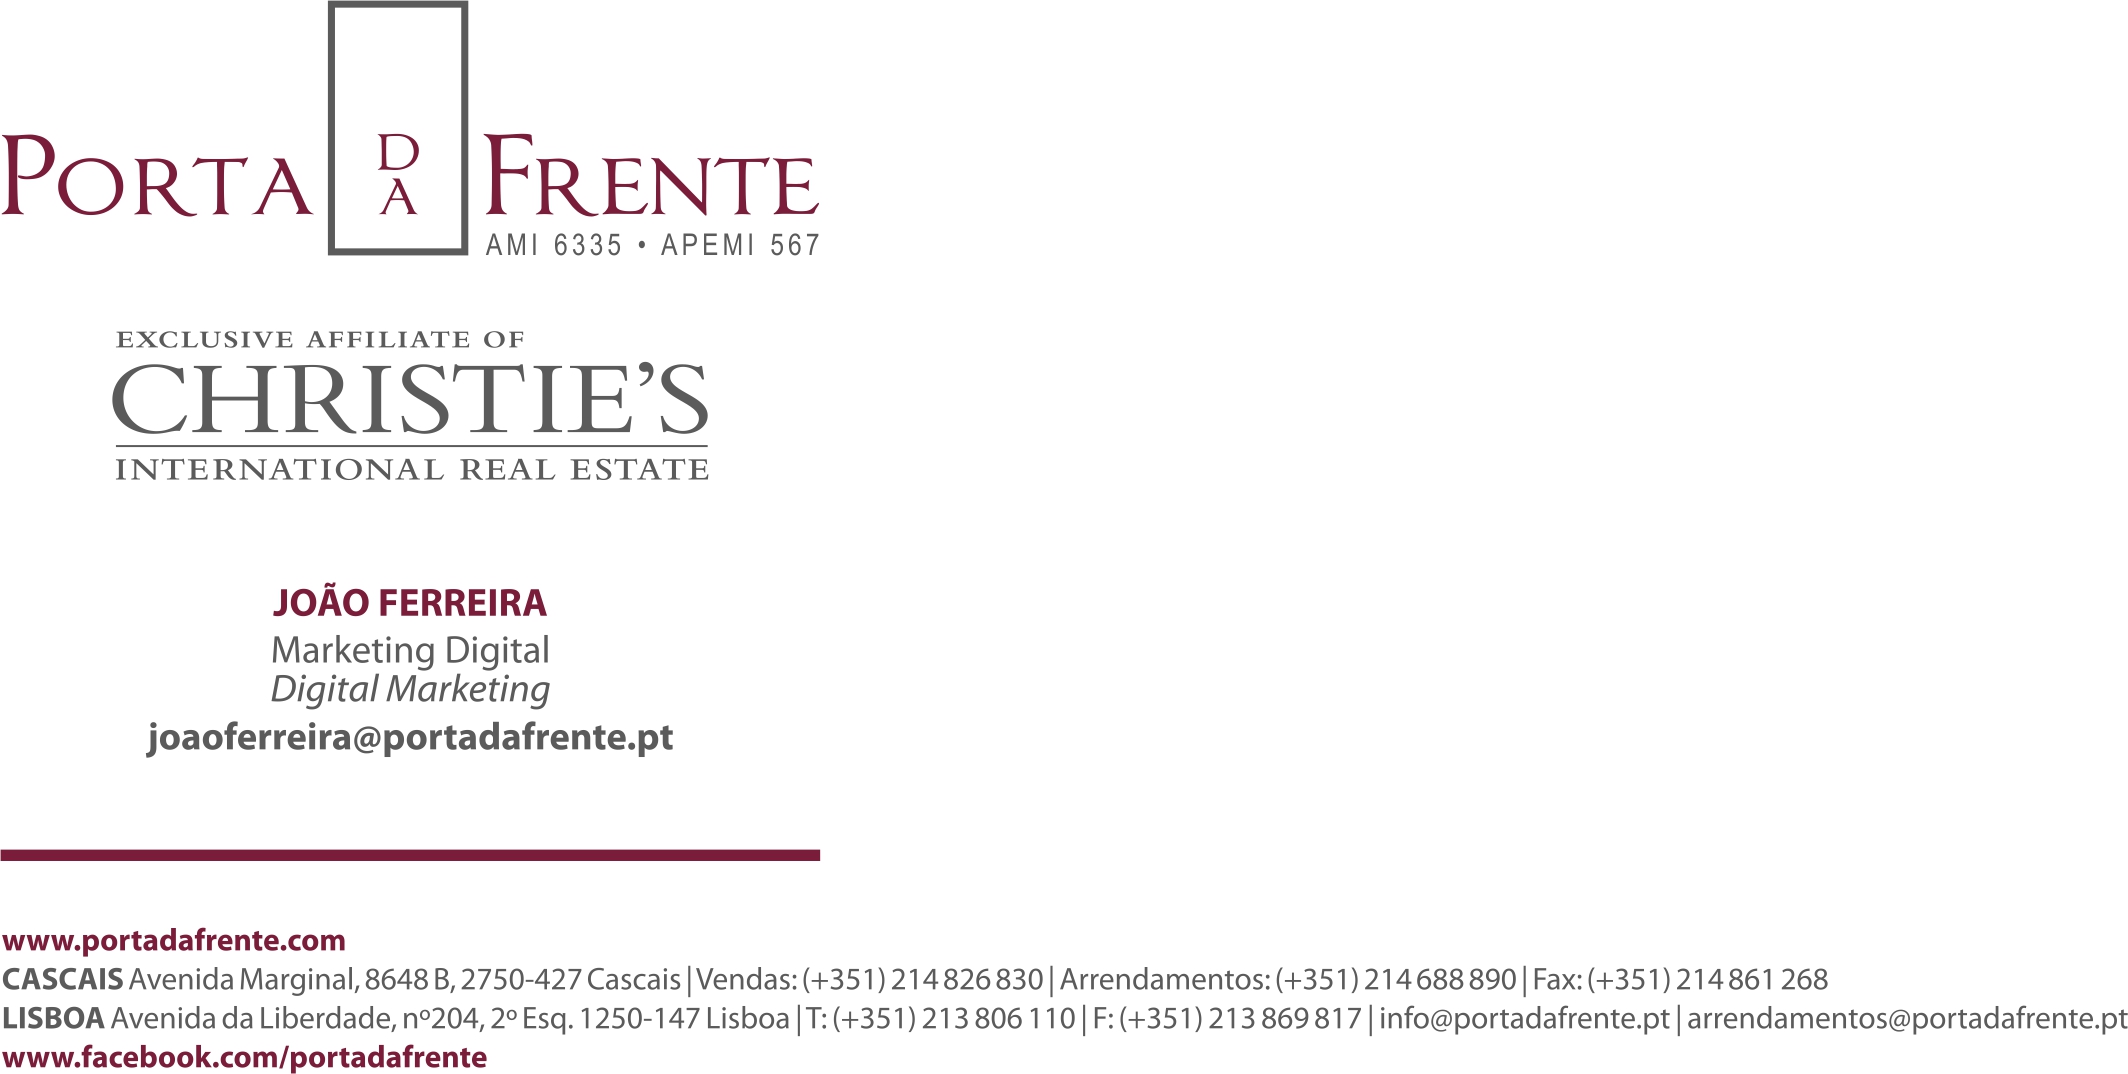 PORTA DA FRENTE
AMI 6335 • APEMI 567
EXCLUSIVE AFFILIATE OF
CHRISTIE'S
INTERNATIONAL REAL ESTATE
JOÃO FERREIRA
Marketing Digital
Digital Marketing
joaoferreira@portadafrente.pt
www.portadafrente.com
CASCAIS Avenida Marginal, 8648 B, 2750-427 Cascais | Vendas: (+351) 214 826 830 | Arrendamentos: (+351) 214 688 890 | Fax: (+351) 214 861 268
LISBOA Avenida da Liberdade, nº204, 2º Esq. 1250-147 Lisboa | T: (+351) 213 806 110 | F: (+351) 213 869 817 | info@portadafrente.pt | arrendamentos@portadafrente.pt
www.facebook.com/portadafrente